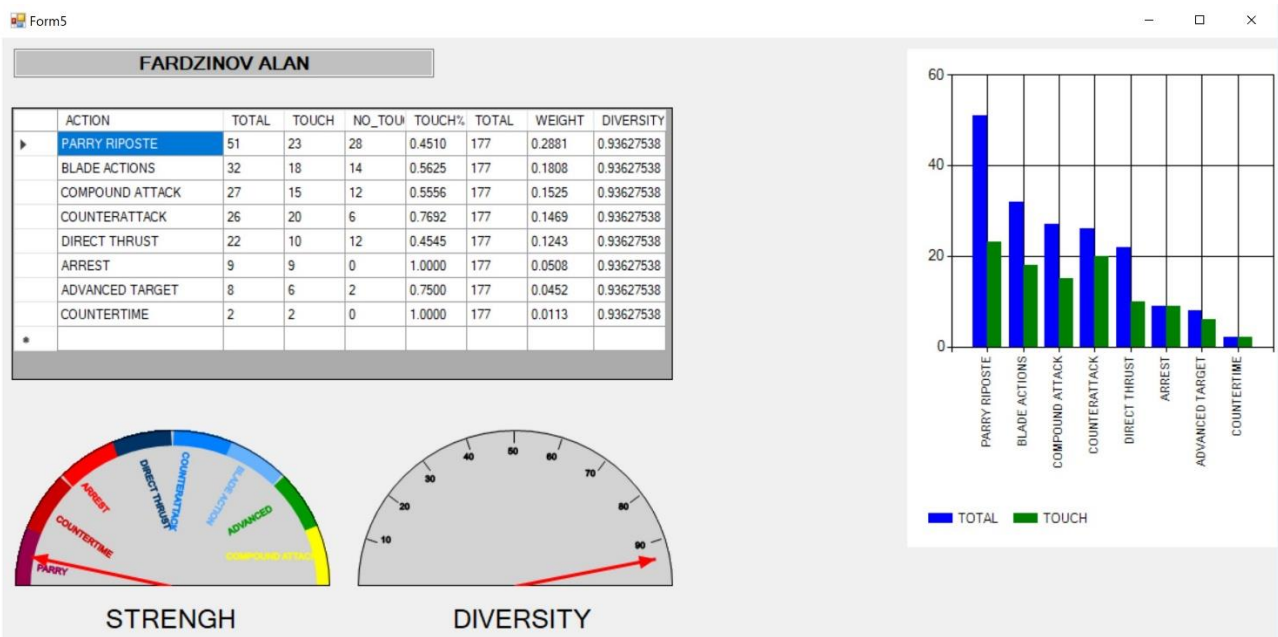 Form5
FARDZINOV ALAN
ACTION TOTAL TOUCH NO_TOU TOUCH% TOTAL WEIGHT DIVERSITY
PARRY RIPOSTE 51 23 28 0.4510 177 0.2881 0.93627538
BLADE ACTIONS 32 18 14 0.5625 177 0.1808 0.93627538
COMPOUND ATTACK 27 15 12 0.5556 177 0.1525 0.93627538
COUNTERATTACK 26 20 6 0.7692 177 0.1469 0.93627538
DIRECT THRUST 22 10 12 0.4545 177 0.1243 0.93627538
ARREST 9 9 0 1.0000 177 0.0508 0.93627538
ADVANCED TARGET 8 6 2 0.7500 177 0.0452 0.93627538
COUNTERTIME 2 2 0 1.0000 177 0.0113 0.93627538
PARRY
COUNTERTIME
ARREST
DIRECT THRUST
COUNTERATTACK
BLADE ACTION
ADVANCED
COMPOUND ATTAC
STRENGH
10
20
30
40
50
60
70
80
90
DIVERSITY
60
40
20
0
PARRY RIPOSTE
BLADE ACTIONS
COMPOUND ATTACK
COUNTERATTACK
DIRECT THRUST
ARREST
ADVANCED TARGET
COUNTERTIME
TOTAL TOUCH